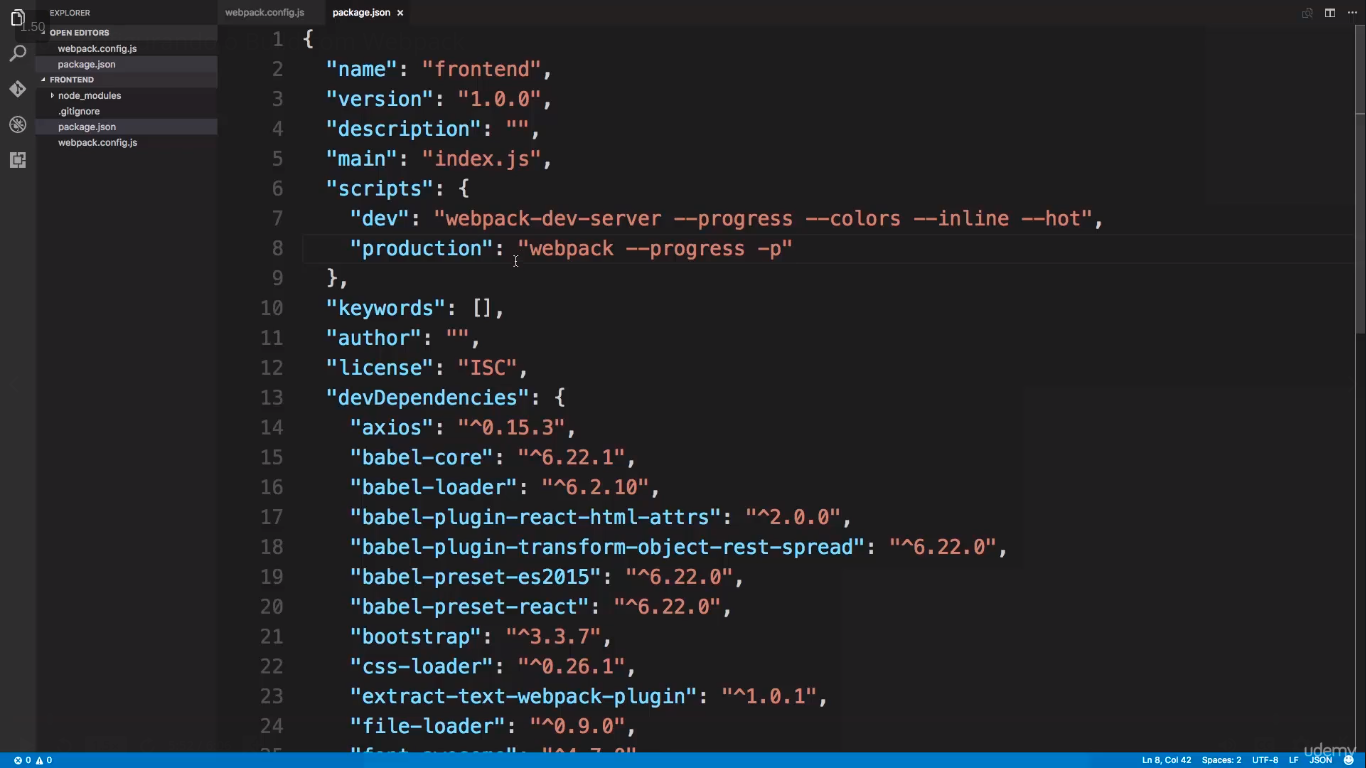 EXPLORER
webpack.config.js
package.json ×
1.50
OPEN EDITORS
webpack.config.js
package.json
FRONTEND
node_modules
.gitignore
package.json
webpack.config.js
1 {
2 "name": "frontend",
3 "version": "1.0.0",
4 "description": "",
5 "main": "index.js",
6 "scripts": {
7 "dev": "webpack-dev-server --progress --colors --inline --hot",
8 "production": "webpack --progress -p"
9 },
10 "keywords": [],
11 "author": "",
12 "license": "ISC",
13 "devDependencies": {
14 "axios": "^0.15.3",
15 "babel-core": "^6.22.1",
16 "babel-loader": "^6.2.10",
17 "babel-plugin-react-html-attrs": "^2.0.0",
18 "babel-plugin-transform-object-rest-spread": "^6.22.0",
19 "babel-preset-es2015": "^6.22.0",
20 "babel-preset-react": "^6.22.0",
21 "bootstrap": "^3.3.7",
22 "css-loader": "^0.26.1",
23 "extract-text-webpack-plugin": "^1.0.1",
24 "file-loader": "^0.9.0",
25 "font-awesome": "^4.7.0"
udemy
0 0
Ln 8, Col 42
Spaces: 2
UTF-8
LF
JSON